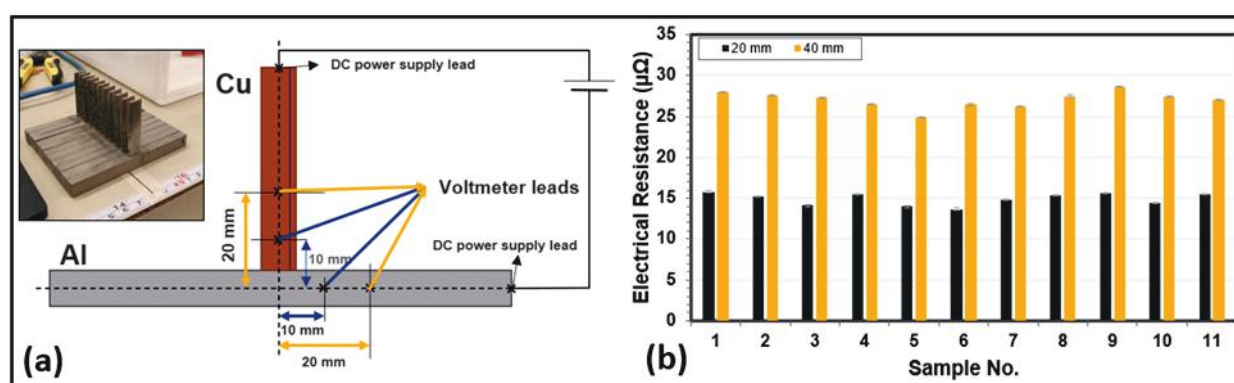 Cu
DC power supply lead
Voltmeter leads
20 mm
10 mm
Al
DC power supply lead
10 mm
20 mm
(a)
14
Electrical Resistance (μΩ)
35
30
25
20
15
10
5
0
20 mm
40 mm
1 2 3 4 5 6 7 8 9 10 11
Sample No.
(b)